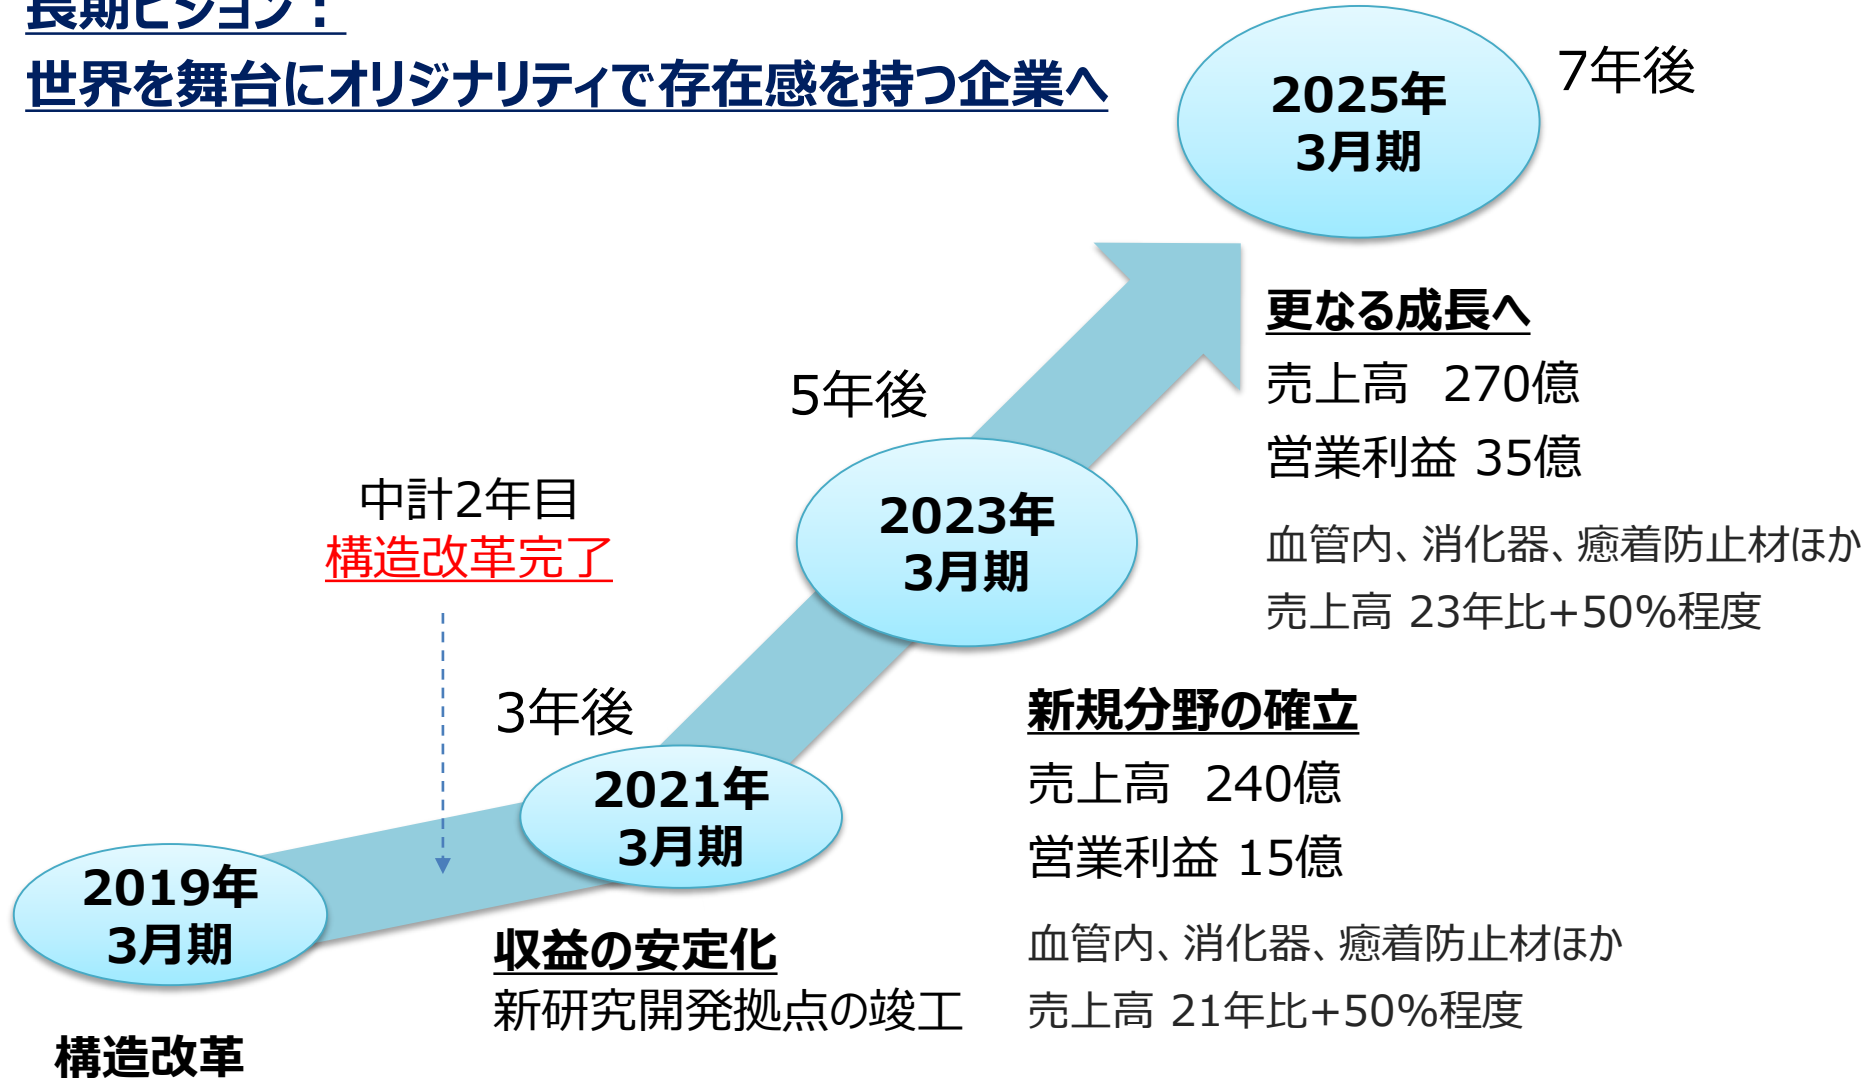 長期ビジョン：
世界を舞台にオリジナリティで存在感を持つ企業へ
2025年
3月期
7年後
更なる成長へ
売上高 270億
営業利益 35億
血管内、消化器、癒着防止材ほか
売上高 23年比+50%程度
5年後
2023年
3月期
中計2年目
構造改革完了
新規分野の確立
売上高 240億
営業利益 15億
血管内、消化器、癒着防止材ほか
売上高 21年比+50%程度
3年後
2021年
3月期
収益の安定化
新研究開発拠点の竣工
2019年
3月期
構造改革